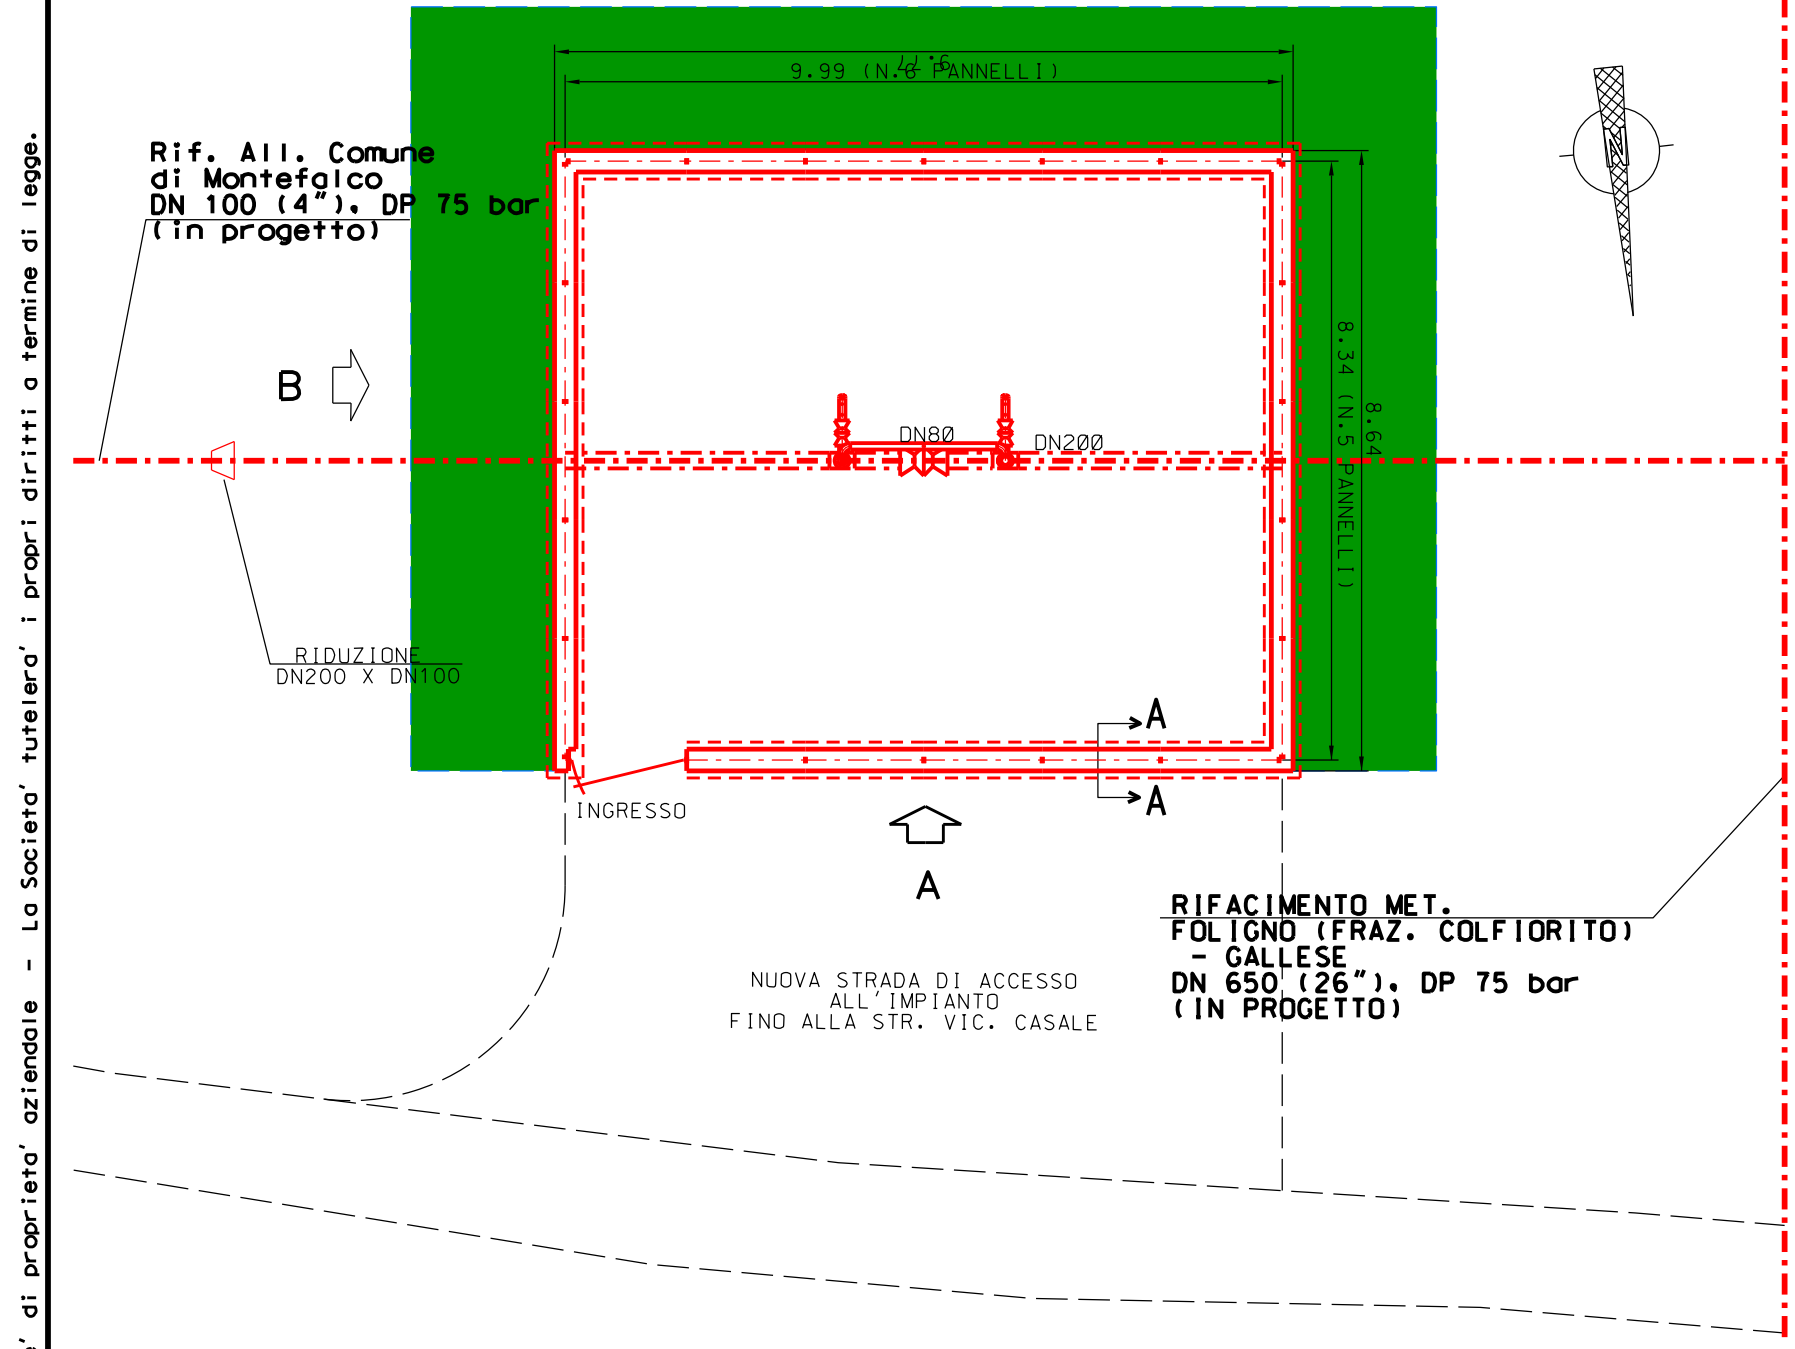 9.99 (N.6 PANNELLI)
Rif. All. Comune
di Montefalco
DN 100 (4"). DP 75 bar
(in progetto)
N
B
8.34 (N.5 PANNELLI)
8.64
DN80
DN200
RIDUZIONE
DN200 X DN100
A
A
INGRESSO
A
RIFACIMENTO MET.
FOLIGNO (FRAZ. COLFIORITO)
- GALLESE
DN 650 (26"). DP 75 bar
(IN PROGETTO)
NUOVA STRADA DI ACCESSO
ALL'IMPIANTO
FINO ALLA STR. VIC. CASALE
di proprieta' aziendale - La Societa' tutelera' i propri diritti a termine di legge.